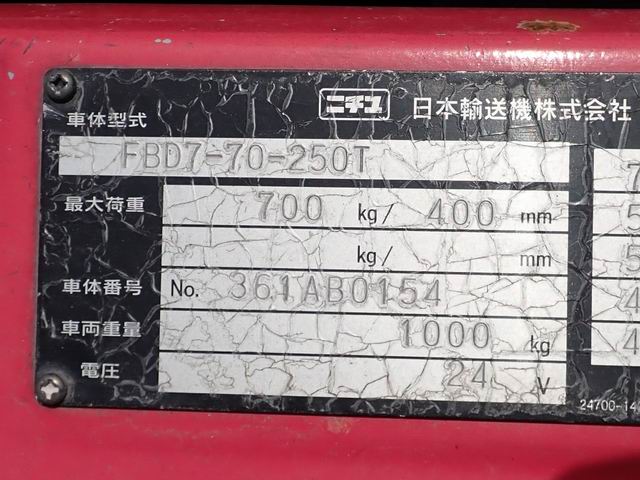 ニチユ 日本輸送機株式会社
車体型式
FBD7-70-250T
最大荷重 700 kg/ 400 mm
kg/ mm
車体番号 No. 361AB0154
車両重量 1000 kg
電圧 24 V
24700-14